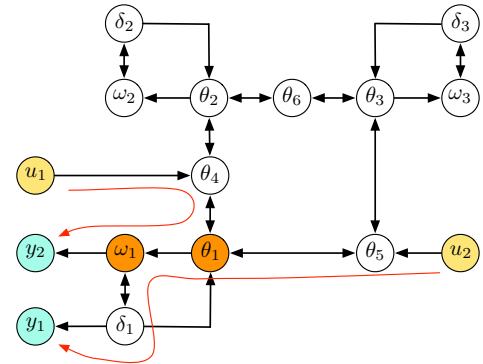 δ₂ δ₃
ω₂ θ₂ θ₆ θ₃ ω₃
u₁ θ₄
y₂ ω₁ θ₁ θ₅ u₂
y₁ δ₁